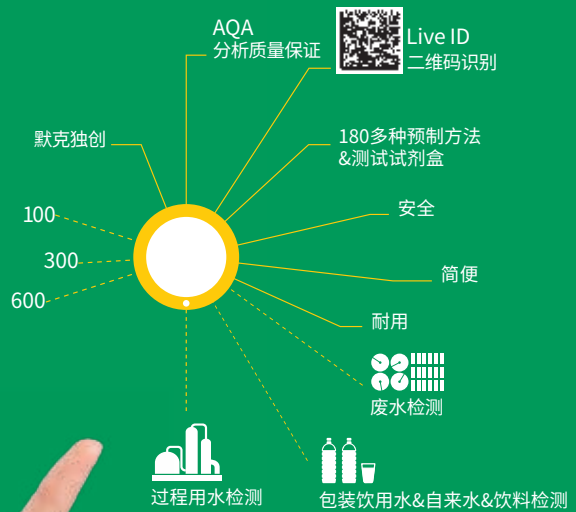 AQA
分析质量保证
Live ID
二维码识别
默克独创
180多种预制方法
&测试试剂盒
安全
100
300
600
简便
耐用
废水检测
过程用水检测
包装饮用水&自来水&饮料检测